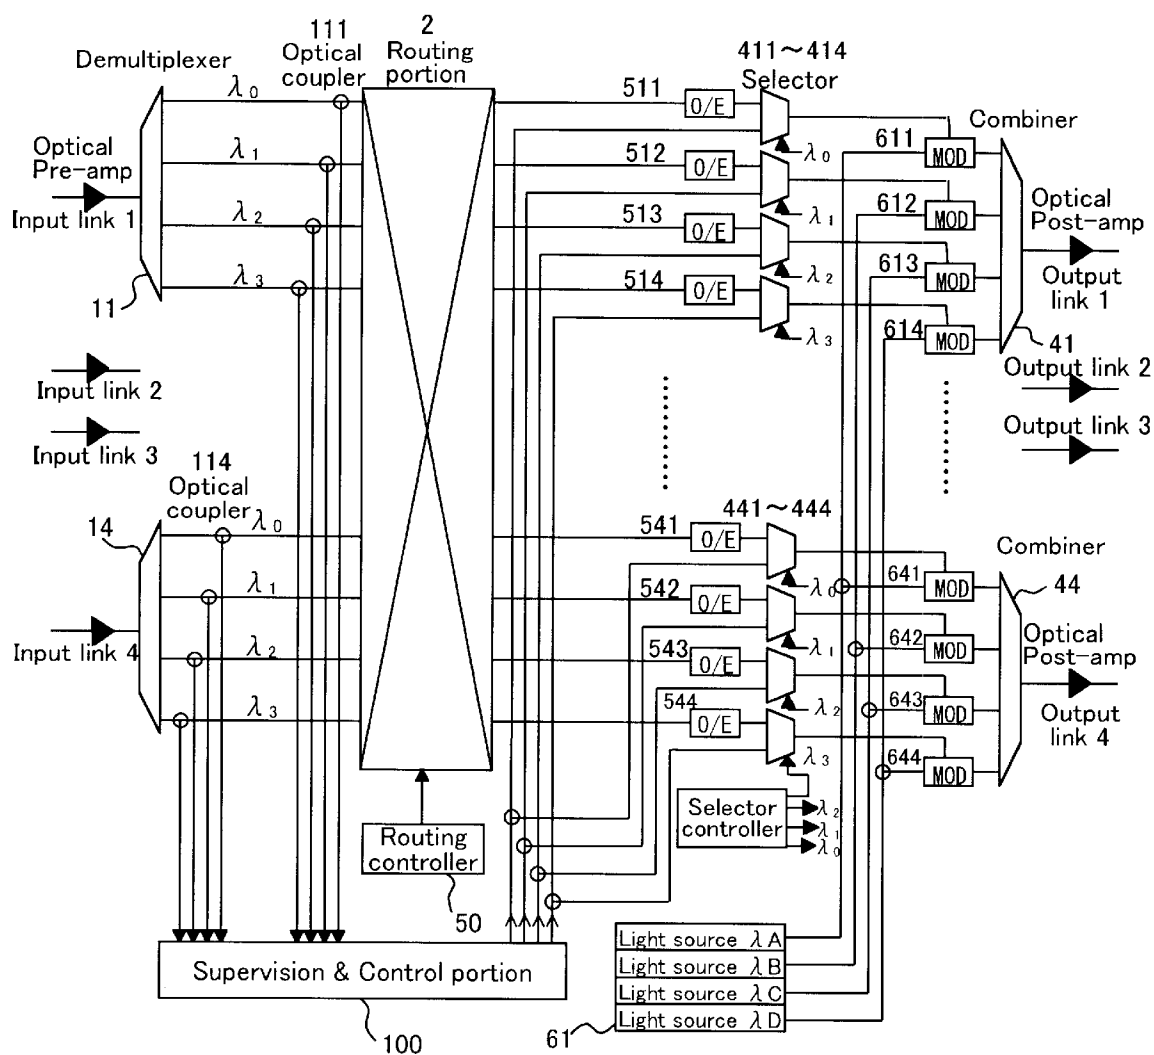 111
2
Optical
coupler
Routing
portion
411～414
Selector
Demultiplexer
λ0
511
O/E
Combiner
Optical
Pre-amp
Input link 1
λ1
512
O/E
λ0
611
MOD
Optical
Post-amp
λ2
513
O/E
λ1
612
MOD
Output
link 1
11
λ3
514
O/E
λ2
613
MOD
λ3
614
MOD
41
Input link 2
Output link 2
Input link 3
Output link 3
114
Optical
coupler
441～444
14
λ0
541
O/E
Combiner
λ0
641
MOD
44
λ1
542
O/E
Input link 4
λ1
642
MOD
Optical
Post-amp
λ2
543
O/E
λ2
643
MOD
Output
link 4
λ3
544
O/E
λ3
644
MOD
Routing
controller
50
Selector
controller
λ2
λ1
λ0
Supervision & Control portion
100
Light source λA
Light source λB
Light source λC
Light source λD
61